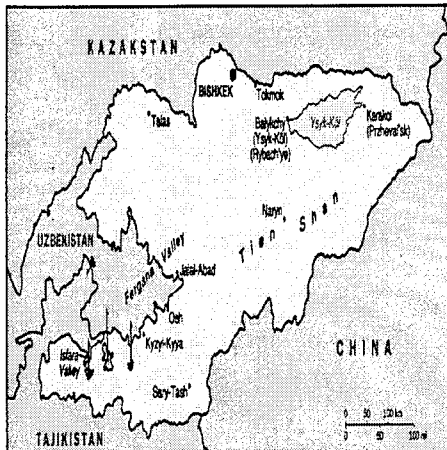 KAZAKSTAN
BISHKEK
Tokmok
Talas
Balykchy
(Ysyk-Köl)
(Rybach'ye)
Ysyk-Köl
Karakol
(Przheval'sk)
Naryn
Tien Shan
UZBEKISTAN
Fergana Valley
Jalal-Abad
Osh
Kyzyl-Kyya
Isfara
Valley
Sary-Tash
CHINA
TAJIKISTAN
0 50 100 km
0 50 100 mi